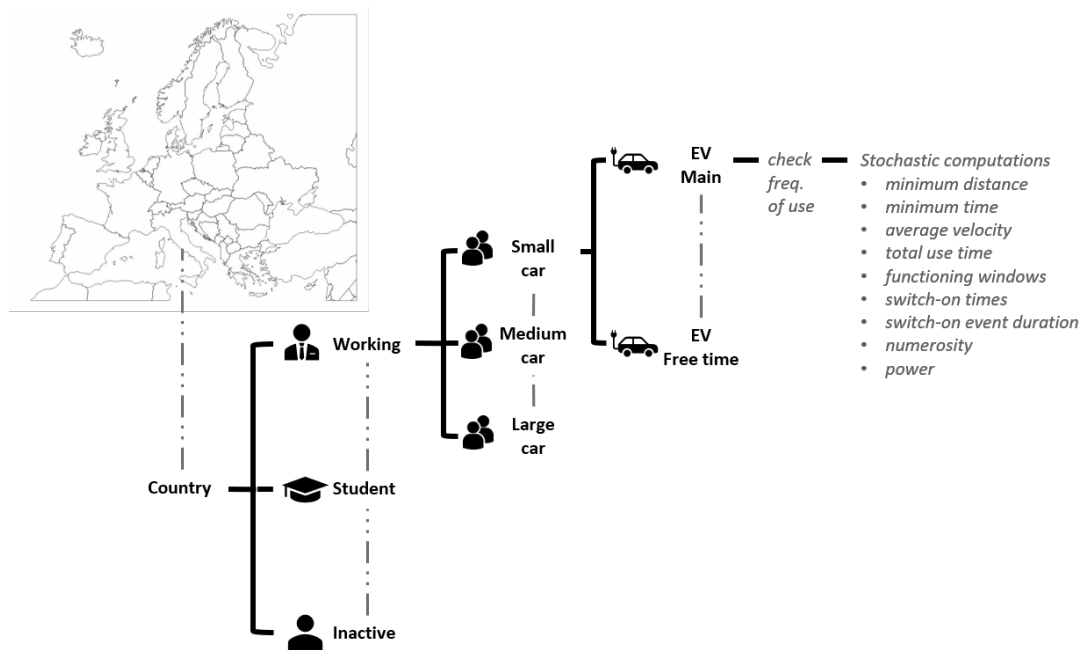 EV
Main
check
freq.
of use
Stochastic computations
• minimum distance
• minimum time
• average velocity
• total use time
• functioning windows
• switch-on times
• switch-on event duration
• numerosity
• power
Small
car
EV
Free time
Working
Medium
car
Large
car
Country
Student
Inactive